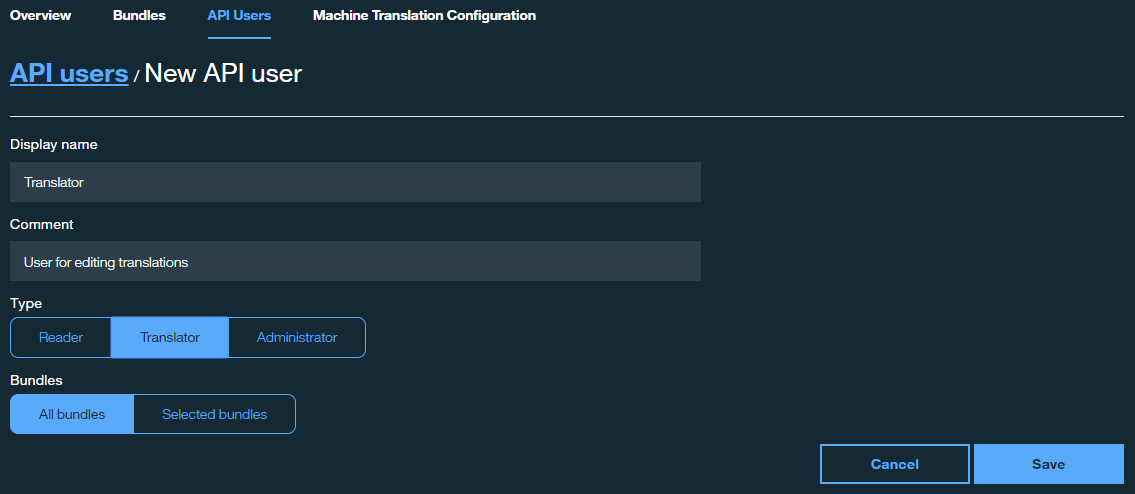 Overview Bundles API Users Machine Translation Configuration
API users / New API user
Display name
Translator
Comment
User for editing translations
Type
Reader Translator Administrator
Bundles
All bundles Selected bundles
Cancel Save